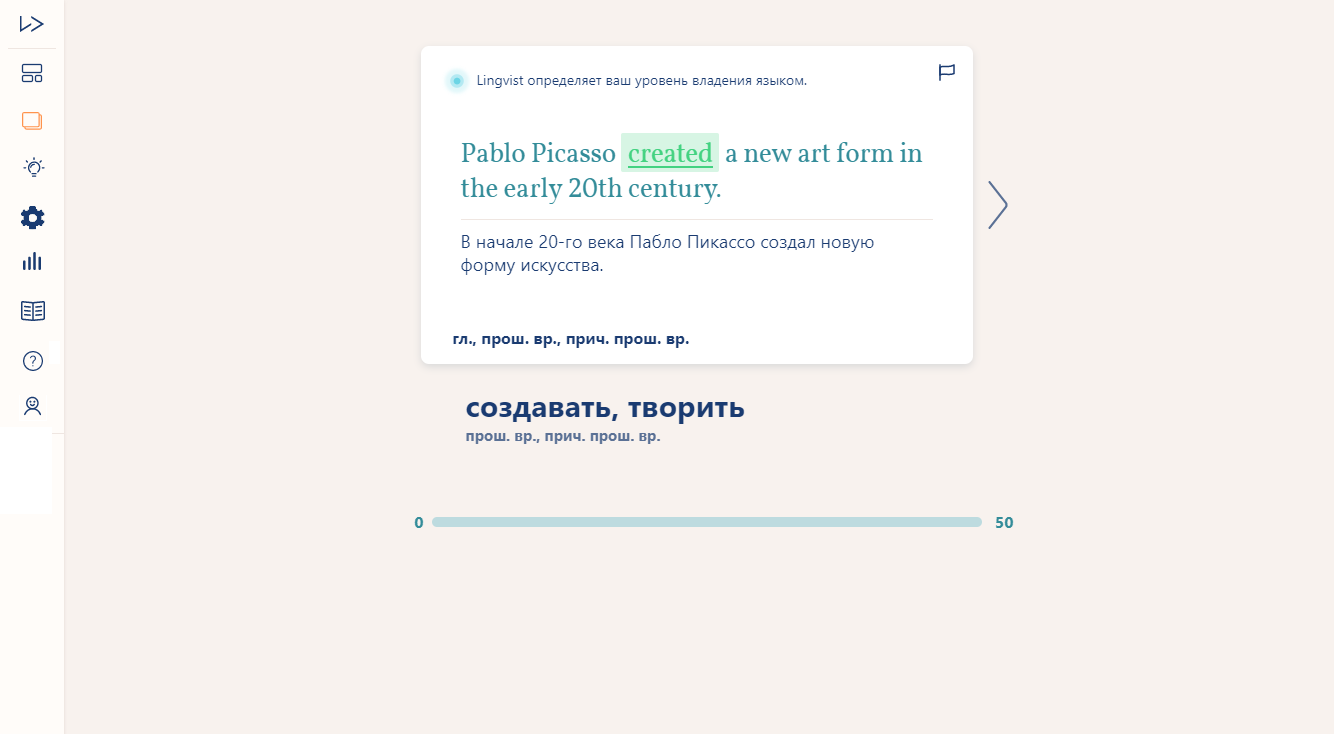 Lingvist определяет ваш уровень владения языком.
Pablo Picasso created a new art form in
the early 20th century.
В начале 20-го века Пабло Пикассо создал новую
форму искусства.
гл., прош. вр., прич. прош. вр.
создавать, творить
прош. вр., прич. прош. вр.
0 50